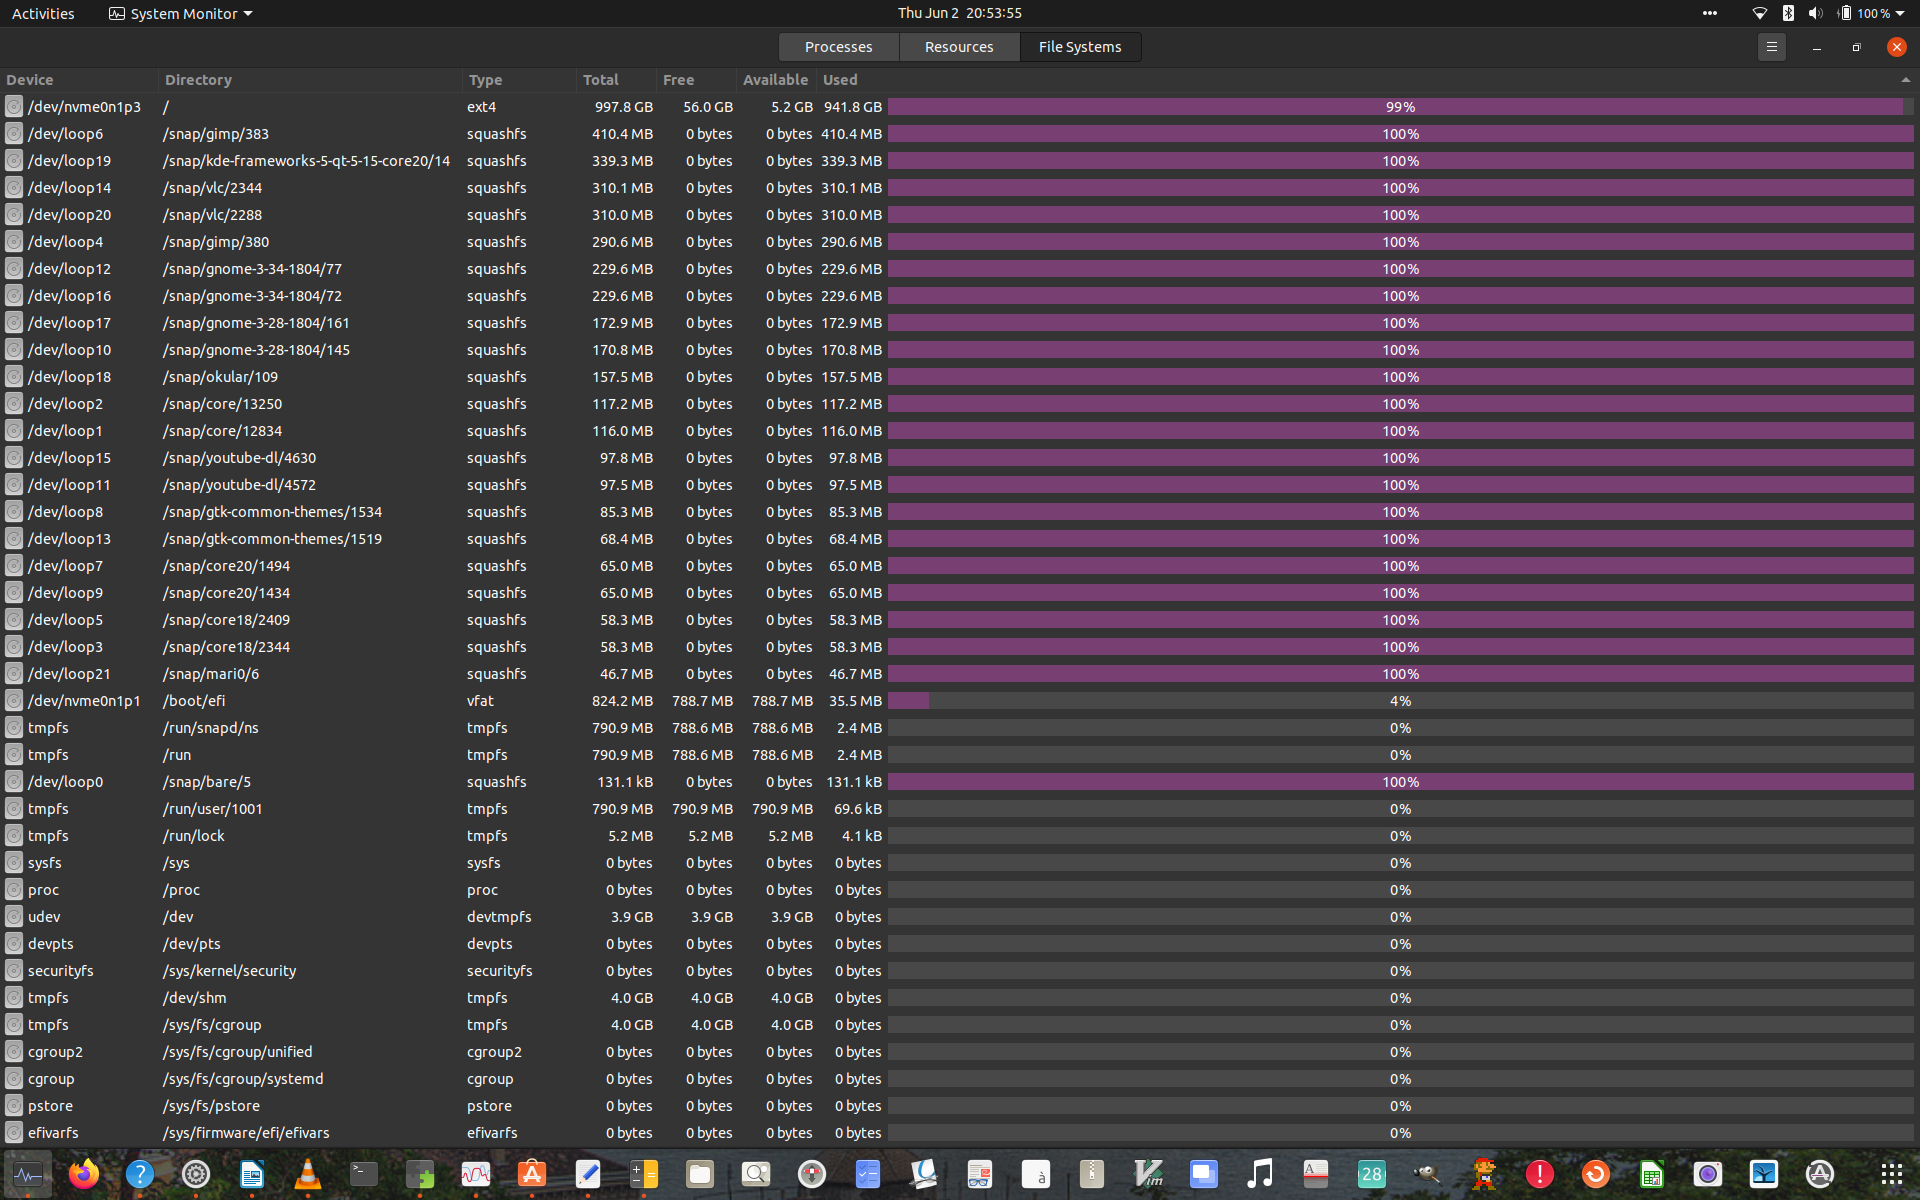 Activities System Monitor Thu Jun 2 20:53:55 100 %
Processes Resources File Systems
Device Directory Type Total Free Available Used
/dev/nvme0n1p3 / ext4 997.8 GB 56.0 GB 5.2 GB 941.8 GB 99%
/dev/loop6 /snap/gimp/383 squashfs 410.4 MB 0 bytes 0 bytes 410.4 MB 100%
/dev/loop19 /snap/kde-frameworks-5-qt-5-15-core20/14 squashfs 339.3 MB 0 bytes 0 bytes 339.3 MB 100%
/dev/loop14 /snap/vlc/2344 squashfs 310.1 MB 0 bytes 0 bytes 310.1 MB 100%
/dev/loop20 /snap/vlc/2288 squashfs 310.0 MB 0 bytes 0 bytes 310.0 MB 100%
/dev/loop4 /snap/gimp/380 squashfs 290.6 MB 0 bytes 0 bytes 290.6 MB 100%
/dev/loop12 /snap/gnome-3-34-1804/77 squashfs 229.6 MB 0 bytes 0 bytes 229.6 MB 100%
/dev/loop16 /snap/gnome-3-34-1804/72 squashfs 229.6 MB 0 bytes 0 bytes 229.6 MB 100%
/dev/loop17 /snap/gnome-3-28-1804/161 squashfs 172.9 MB 0 bytes 0 bytes 172.9 MB 100%
/dev/loop10 /snap/gnome-3-28-1804/145 squashfs 170.8 MB 0 bytes 0 bytes 170.8 MB 100%
/dev/loop18 /snap/okular/109 squashfs 157.5 MB 0 bytes 0 bytes 157.5 MB 100%
/dev/loop2 /snap/core/13250 squashfs 117.2 MB 0 bytes 0 bytes 117.2 MB 100%
/dev/loop1 /snap/core/12834 squashfs 116.0 MB 0 bytes 0 bytes 116.0 MB 100%
/dev/loop15 /snap/youtube-dl/4630 squashfs 97.8 MB 0 bytes 0 bytes 97.8 MB 100%
/dev/loop11 /snap/youtube-dl/4572 squashfs 97.5 MB 0 bytes 0 bytes 97.5 MB 100%
/dev/loop8 /snap/gtk-common-themes/1534 squashfs 85.3 MB 0 bytes 0 bytes 85.3 MB 100%
/dev/loop13 /snap/gtk-common-themes/1519 squashfs 68.4 MB 0 bytes 0 bytes 68.4 MB 100%
/dev/loop7 /snap/core20/1494 squashfs 65.0 MB 0 bytes 0 bytes 65.0 MB 100%
/dev/loop9 /snap/core20/1434 squashfs 65.0 MB 0 bytes 0 bytes 65.0 MB 100%
/dev/loop5 /snap/core18/2409 squashfs 58.3 MB 0 bytes 0 bytes 58.3 MB 100%
/dev/loop3 /snap/core18/2344 squashfs 58.3 MB 0 bytes 0 bytes 58.3 MB 100%
/dev/loop21 /snap/mari0/6 squashfs 46.7 MB 0 bytes 0 bytes 46.7 MB 100%
/dev/nvme0n1p1 /boot/efi vfat 824.2 MB 788.7 MB 788.7 MB 35.5 MB 4%
tmpfs /run/snapd/ns tmpfs 790.9 MB 788.6 MB 788.6 MB 2.4 MB 0%
tmpfs /run tmpfs 790.9 MB 788.6 MB 788.6 MB 2.4 MB 0%
/dev/loop0 /snap/bare/5 squashfs 131.1 kB 0 bytes 0 bytes 131.1 kB 100%
tmpfs /run/user/1001 tmpfs 790.9 MB 790.9 MB 790.9 MB 69.6 kB 0%
tmpfs /run/lock tmpfs 5.2 MB 5.2 MB 5.2 MB 4.1 kB 0%
sysfs /sys sysfs 0 bytes 0 bytes 0 bytes 0 bytes 0%
proc /proc proc 0 bytes 0 bytes 0 bytes 0 bytes 0%
udev /dev devtmpfs 3.9 GB 3.9 GB 3.9 GB 0 bytes 0%
devpts /dev/pts devpts 0 bytes 0 bytes 0 bytes 0 bytes 0%
securityfs /sys/kernel/security securityfs 0 bytes 0 bytes 0 bytes 0 bytes 0%
tmpfs /dev/shm tmpfs 4.0 GB 4.0 GB 4.0 GB 0 bytes 0%
tmpfs /sys/fs/cgroup tmpfs 4.0 GB 4.0 GB 4.0 GB 0 bytes 0%
cgroup2 /sys/fs/cgroup/unified cgroup2 0 bytes 0 bytes 0 bytes 0 bytes 0%
cgroup /sys/fs/cgroup/systemd cgroup 0 bytes 0 bytes 0 bytes 0 bytes 0%
pstore /sys/fs/pstore pstore 0 bytes 0 bytes 0 bytes 0 bytes 0%
efivarfs /sys/firmware/efi/efivars efivarfs 0 bytes 0 bytes 0 bytes 0 bytes 0%
? >_ à Vim A 28 !